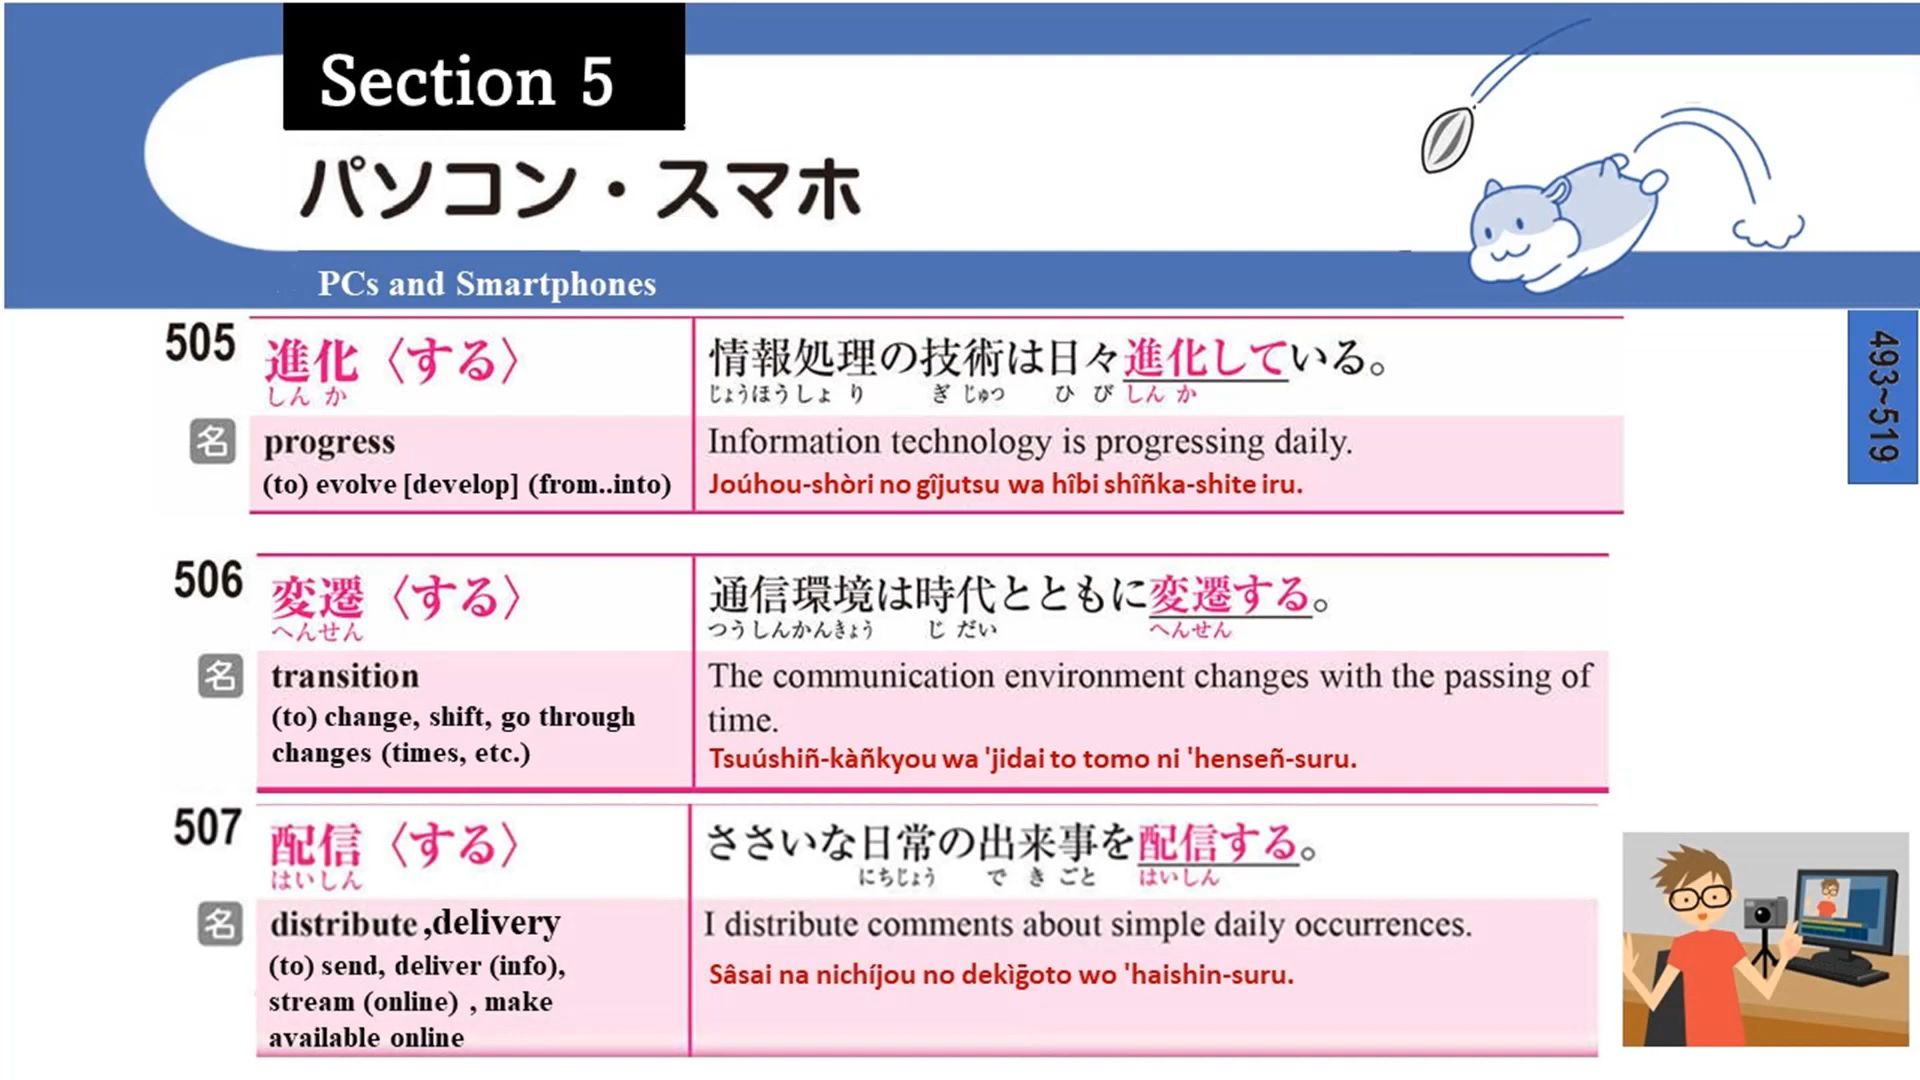 Section 5
パソコン・スマホ
PCs and Smartphones
493~519
505
進化〈する〉
しん か
情報処理の技術は日々進化している。
じょうほうしょ り ぎ じゅつ ひ び しん か
名
progress
(to) evolve [develop] (from..into)
Information technology is progressing daily.
Joúhou-shòri no gîjutsu wa hîbi shîñka-shite iru.
506
変遷〈する〉
へんせん
通信環境は時代とともに変遷する。
つうしんかんきょう じ だい へんせん
名
transition
(to) change, shift, go through
changes (times, etc.)
The communication environment changes with the passing of
time.
Tsuúshiñ-kàñkyou wa 'jidai to tomo ni 'henseñ-suru.
507
配信〈する〉
はいしん
ささいな日常の出来事を配信する。
にちじょう で き ごと はいしん
名
distribute ,delivery
(to) send, deliver (info),
stream (online) , make
available online
I distribute comments about simple daily occurrences.
Sâsai na nichíjou no dekìḡoto wo 'haishin-suru.